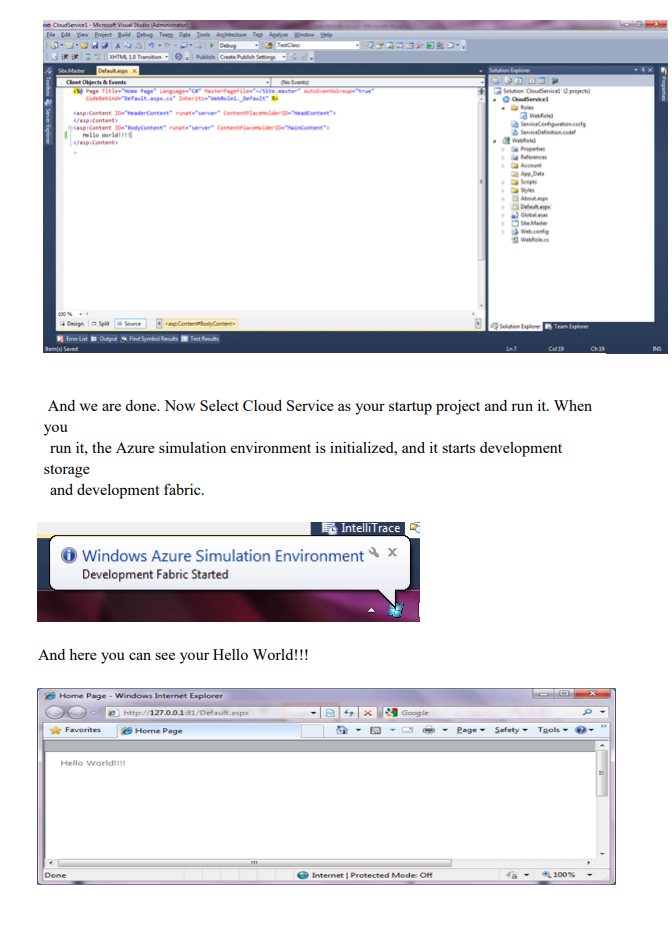 CloudService1 - Microsoft Visual Studio (Administrator)
File Edit View Project Build Debug Team Data Tools Architecture Test Analyze Window Help
Debug TestClass
XHTML 1.0 Transition Publish: Create Publish Settings
Site.Master Default.aspx
Client Objects & Events (No Events)
<%@ Page Title="Home Page" Language="C#" MasterPageFile="~/Site.master" AutoEventWireup="true"
CodeBehind="Default.aspx.cs" Inherits="WebRole1._Default" %>
<asp:Content ID="HeaderContent" runat="server" ContentPlaceHolderID="HeadContent">
</asp:Content>
<asp:Content ID="BodyContent" runat="server" ContentPlaceHolderID="MainContent">
Hello World!!!!
</asp:Content>
100 %
Design Split Source <asp:Content#BodyContent>
Error List Output Find Symbol Results Test Results
Item(s) Saved Ln 7 Col 19 Ch 19 INS
Toolbox
Server Explorer
Solution Explorer
Solution 'CloudService1' (2 projects)
CloudService1
Roles
WebRole1
ServiceConfiguration.cscfg
ServiceDefinition.csdef
WebRole1
Properties
References
Account
App_Data
Scripts
Styles
About.aspx
Default.aspx
Global.asax
Site.Master
Web.config
WebRole.cs
Solution Explorer Team Explorer
Properties
And we are done. Now Select Cloud Service as your startup project and run it. When
you
run it, the Azure simulation environment is initialized, and it starts development
storage
and development fabric.
IntelliTrace
Windows Azure Simulation Environment
Development Fabric Started
And here you can see your Hello World!!!
Home Page - Windows Internet Explorer
http://127.0.0.1:81/Default.aspx Google
Favorites Home Page Page Safety Tools
Hello World!!!!
Done Internet | Protected Mode: Off 100%